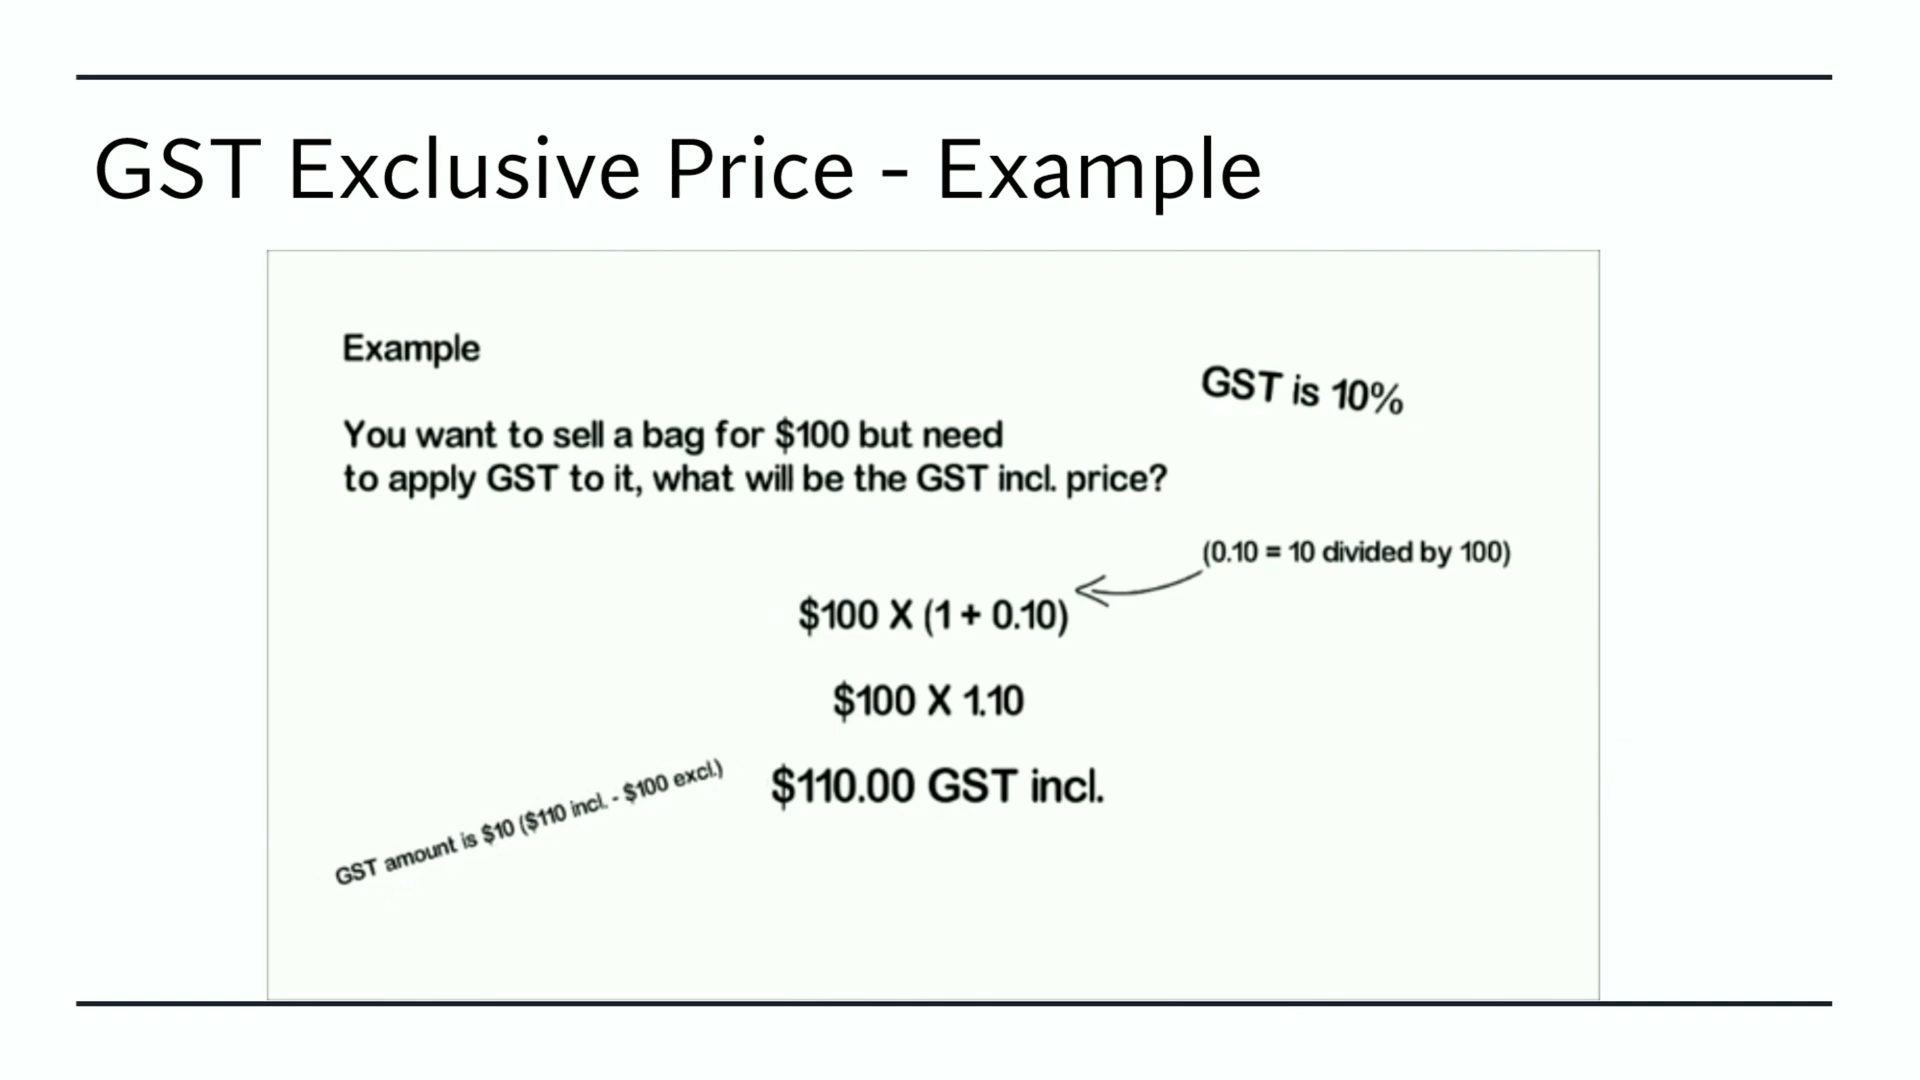 GST Exclusive Price - Example
Example
GST is 10%
You want to sell a bag for $100 but need
to apply GST to it, what will be the GST incl. price?
(0.10 = 10 divided by 100)
$100 X (1 + 0.10)
$100 X 1.10
$110.00 GST incl.
GST amount is $10 ($110 incl. - $100 excl.)